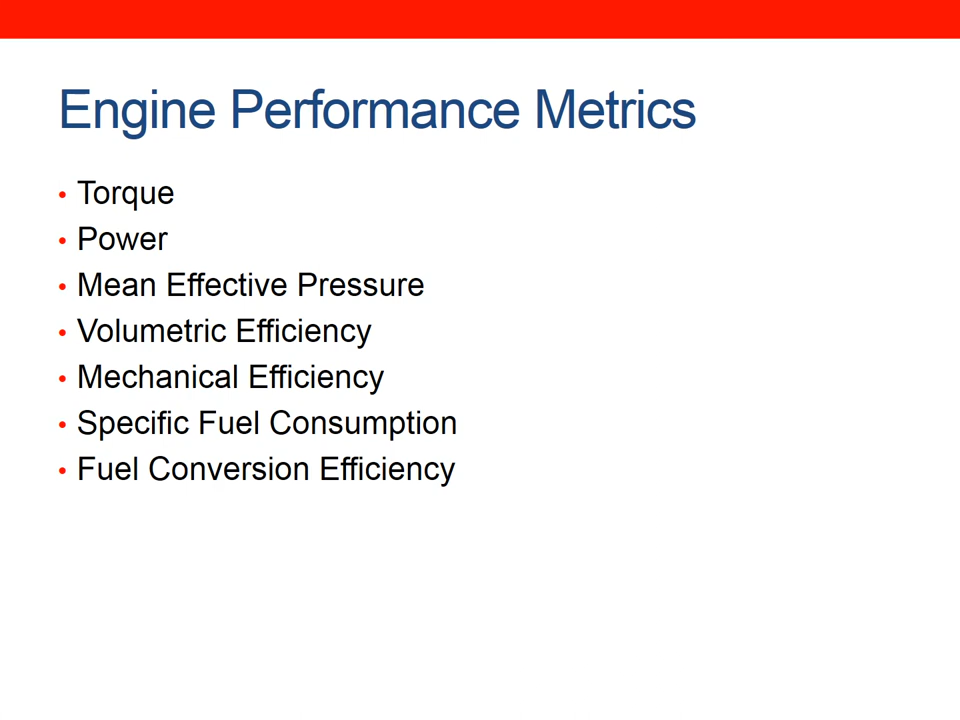 Engine Performance Metrics
• Torque
• Power
• Mean Effective Pressure
• Volumetric Efficiency
• Mechanical Efficiency
• Specific Fuel Consumption
• Fuel Conversion Efficiency